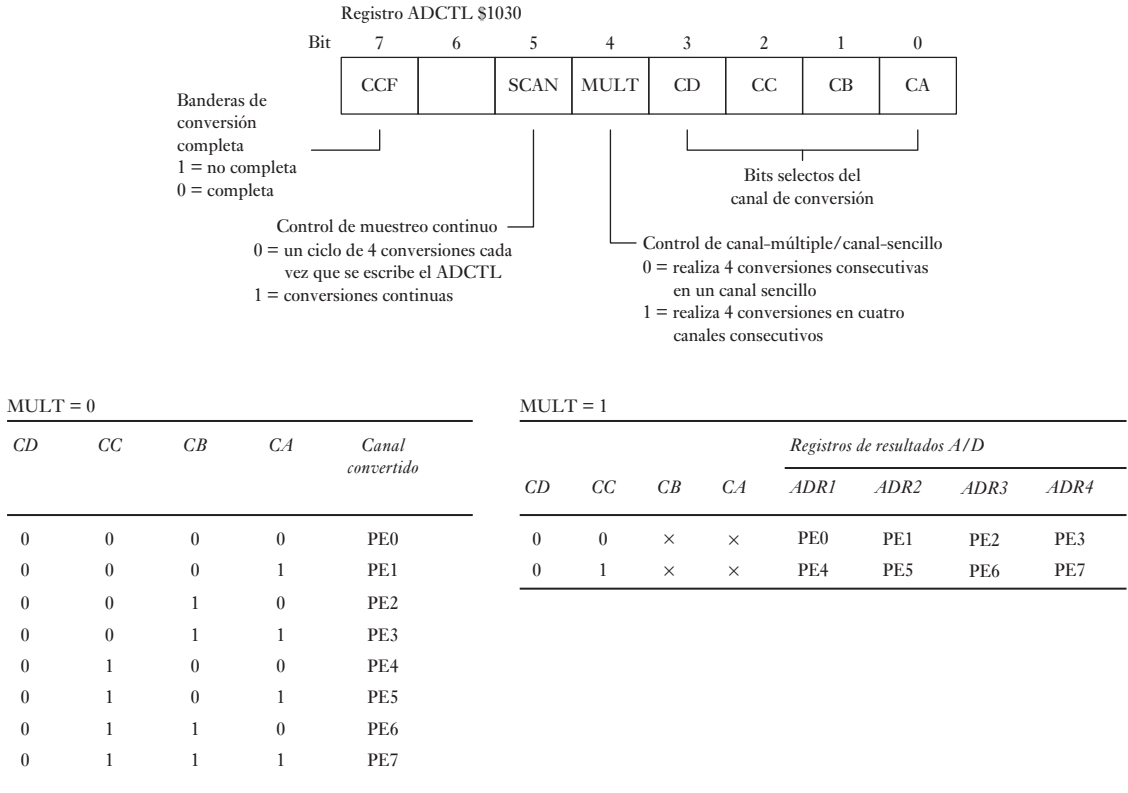 Registro ADCTL $1030
Bit 7 6 5 4 3 2 1 0
CCF SCAN MULT CD CC CB CA
Banderas de
conversión
completa
1 = no completa
0 = completa
Bits selectos del
canal de conversión
Control de muestreo continuo
0 = un ciclo de 4 conversiones cada
vez que se escribe el ADCTL
1 = conversiones continuas
Control de canal-múltiple/canal-sencillo
0 = realiza 4 conversiones consecutivas
en un canal sencillo
1 = realiza 4 conversiones en cuatro
canales consecutivos
MULT = 0
CD CC CB CA Canal
convertido
0 0 0 0 PE0
0 0 0 1 PE1
0 0 1 0 PE2
0 0 1 1 PE3
0 1 0 0 PE4
0 1 0 1 PE5
0 1 1 0 PE6
0 1 1 1 PE7
MULT = 1
Registros de resultados A/D
CD CC CB CA ADR1 ADR2 ADR3 ADR4
0 0 × × PE0 PE1 PE2 PE3
0 1 × × PE4 PE5 PE6 PE7